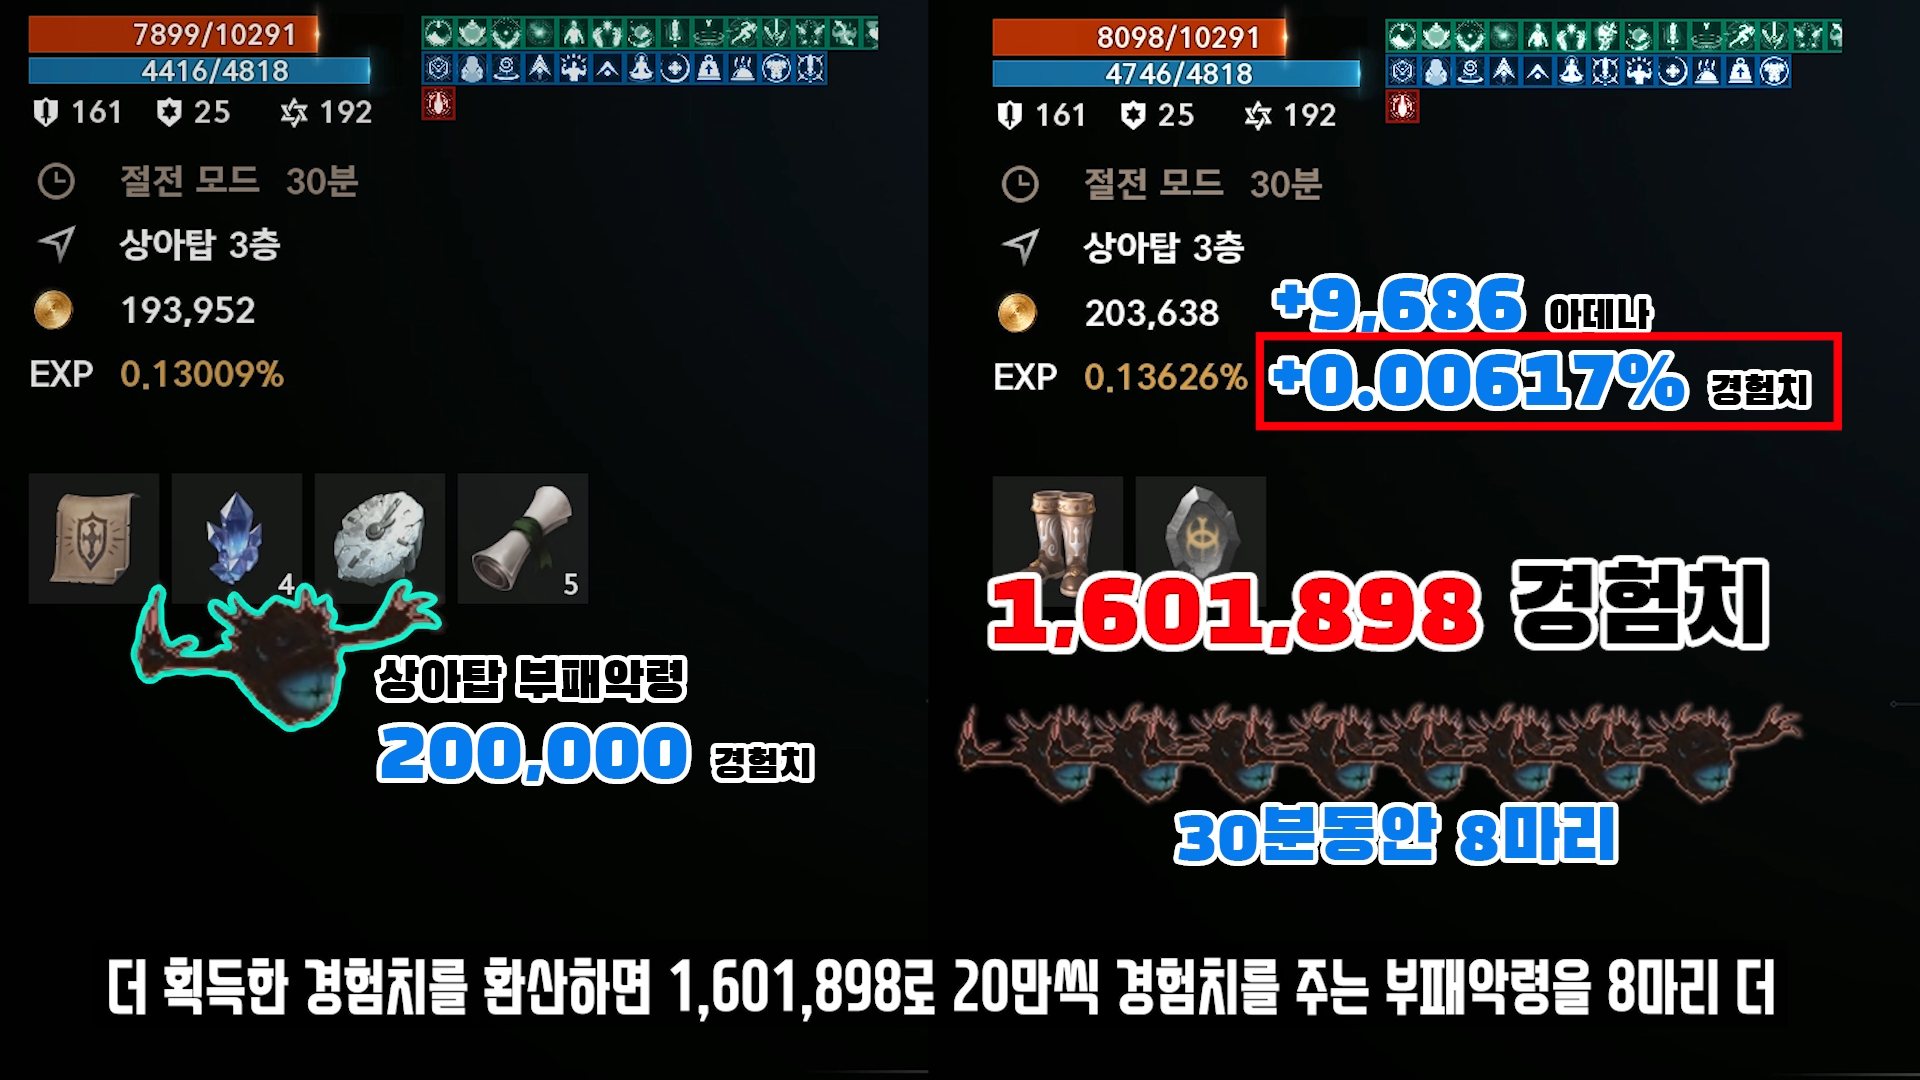 7899/10291
4416/4818
161 25 192
절전 모드 30분
상아탑 3층
193,952
EXP 0.13009%
4
5
상아탑 부패악령
200,000 경험치
8098/10291
4746/4818
161 25 192
절전 모드 30분
상아탑 3층
203,638 +9,686 아데나
EXP 0.13626% +0.00617% 경험치
1,601,898 경험치
30분동안 8마리
더 획득한 경험치를 환산하면 1,601,898로 20만씩 경험치를 주는 부패악령을 8마리 더